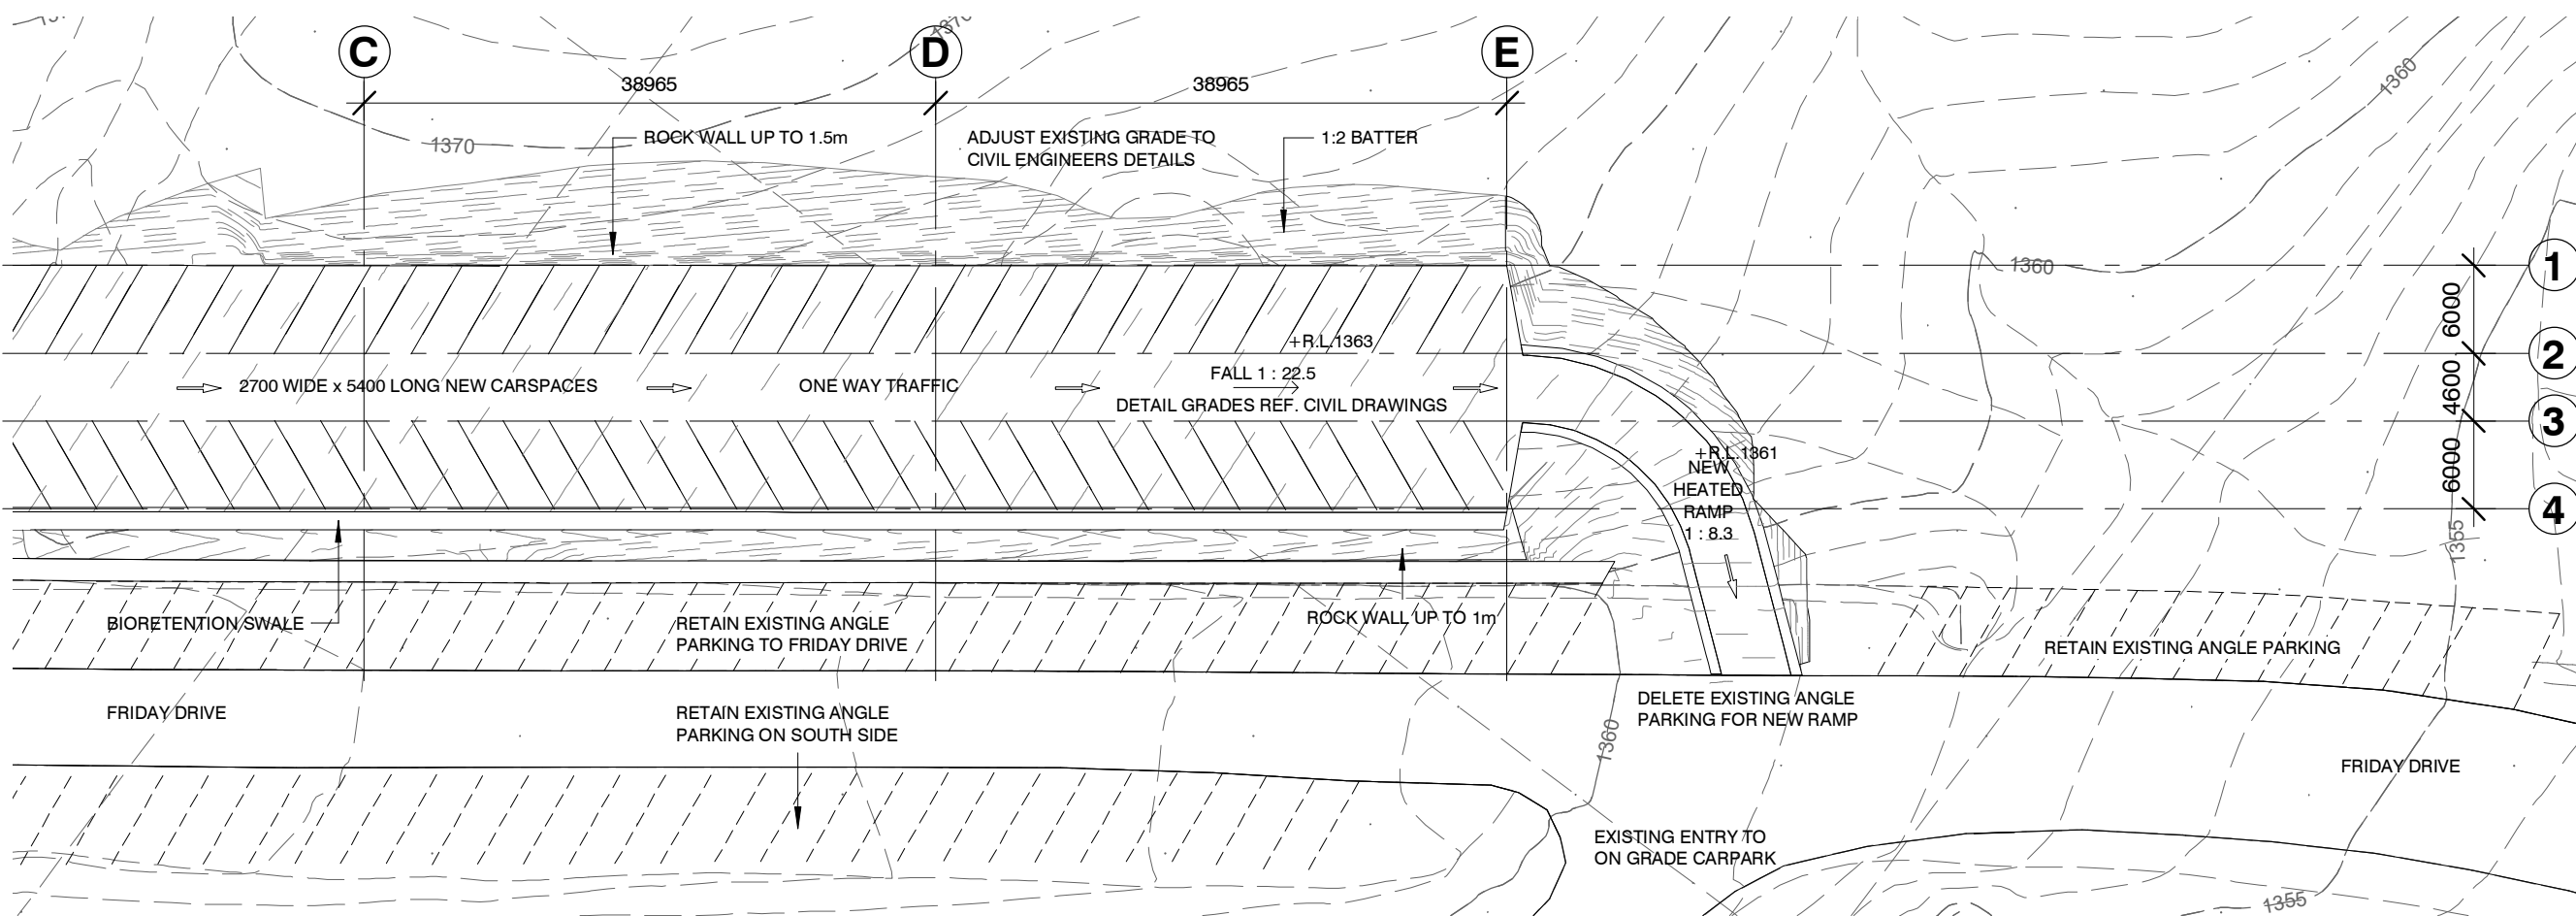 C
D
E
1370
38965
38965
1360
1370
ROCK WALL UP TO 1.5m
ADJUST EXISTING GRADE TO
CIVIL ENGINEERS DETAILS
1:2 BATTER
1360
1
6000
+R.L.1363
2
2700 WIDE x 5400 LONG NEW CARSPACES
ONE WAY TRAFFIC
FALL 1 : 22.5
DETAIL GRADES REF. CIVIL DRAWINGS
4600
3
+R.L.1361
NEW
HEATED
RAMP
1 : 8.3
6000
4
1355
BIORETENTION SWALE
RETAIN EXISTING ANGLE
PARKING TO FRIDAY DRIVE
ROCK WALL UP TO 1m
RETAIN EXISTING ANGLE PARKING
FRIDAY DRIVE
RETAIN EXISTING ANGLE
PARKING ON SOUTH SIDE
1360
DELETE EXISTING ANGLE
PARKING FOR NEW RAMP
FRIDAY DRIVE
EXISTING ENTRY TO
ON GRADE CARPARK
1355